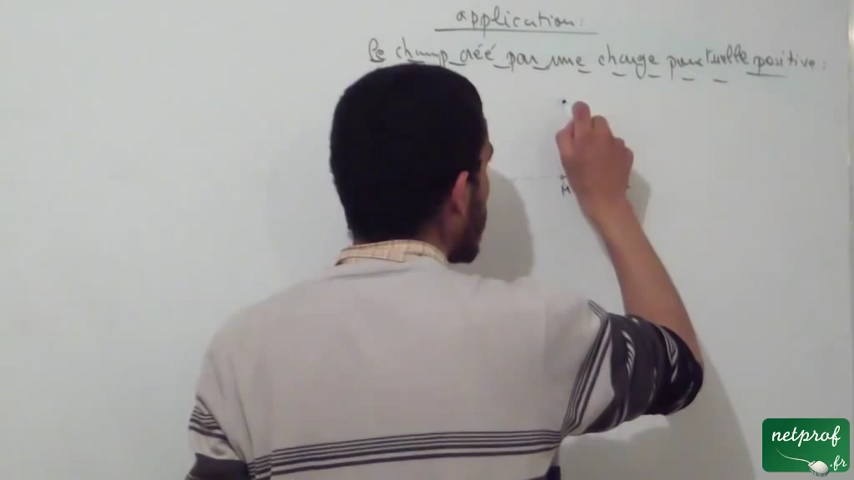 application:
Le champ créé par une charge ponctuelle positive :
M
netprof
.fr